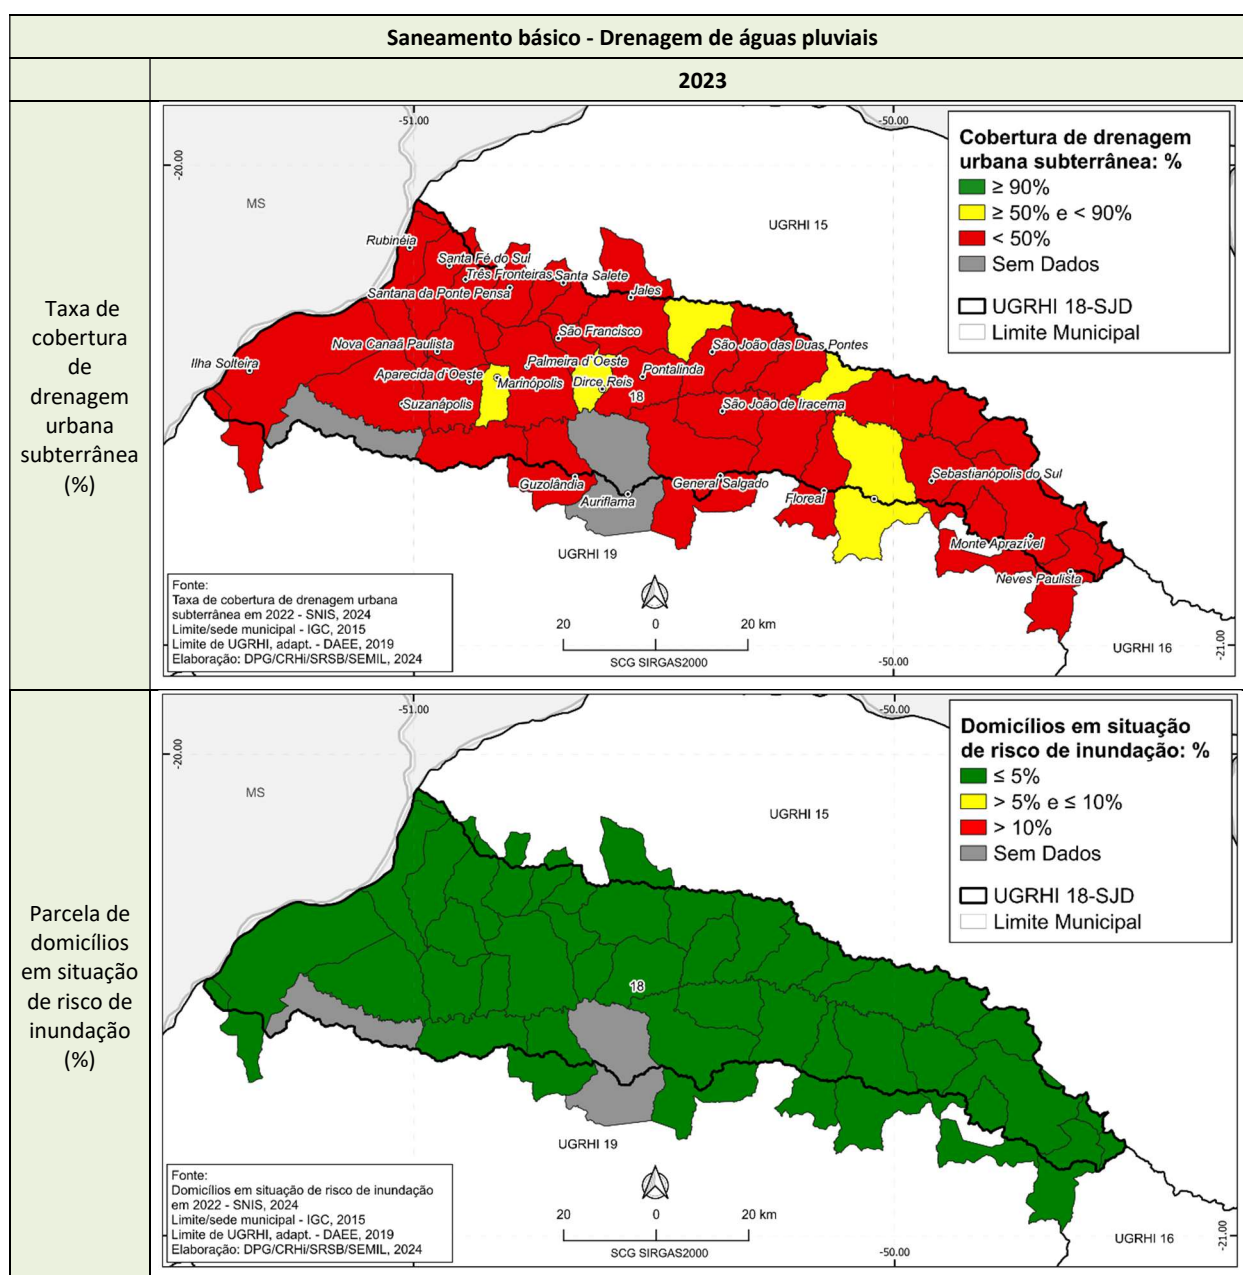 Saneamento básico - Drenagem de águas pluviais
2023
Taxa de
cobertura
de
drenagem
urbana
subterrânea
(%)
-51.00
-50.00
-20.00
MS
UGRHI 15
Cobertura de drenagem
urbana subterrânea: %
≥ 90%
≥ 50% e < 90%
< 50%
Sem Dados
UGRHI 18-SJD
Limite Municipal
Rubinéia
Santa Fé do Sul
Três Fronteiras
Santa Salete
Santana da Ponte Pensa
Jales
São Francisco
Nova Canaã Paulista
São João das Duas Pontes
Ilha Solteira
Palmeira d'Oeste
Pontalinda
Aparecida d'Oeste
Marinópolis
Dirce Reis
18
Suzanápolis
São João de Iracema
Sebastianópolis do Sul
Guzolândia
General Salgado
Auriflama
Floreal
Monte Aprazível
Neves Paulista
UGRHI 19
UGRHI 16
Fonte:
Taxa de cobertura de drenagem urbana
subterrânea em 2022 - SNIS, 2024
Limite/sede municipal - IGC, 2015
Limite de UGRHI, adapt. - DAEE, 2019
Elaboração: DPG/CRHi/SRSB/SEMIL, 2024
20 0 20 km
SCG SIRGAS2000
-50.00
-21.00
Parcela de
domicílios
em situação
de risco de
inundação
(%)
-51.00
-50.00
-20.00
MS
UGRHI 15
Domicílios em situação
de risco de inundação: %
≤ 5%
> 5% e ≤ 10%
> 10%
Sem Dados
UGRHI 18-SJD
Limite Municipal
18
UGRHI 19
UGRHI 16
Fonte:
Domicílios em situação de risco de inundação
em 2022 - SNIS, 2024
Limite/sede municipal - IGC, 2015
Limite de UGRHI, adapt. - DAEE, 2019
Elaboração: DPG/CRHi/SRSB/SEMIL, 2024
20 0 20 km
SCG SIRGAS2000
-50.00
-21.00